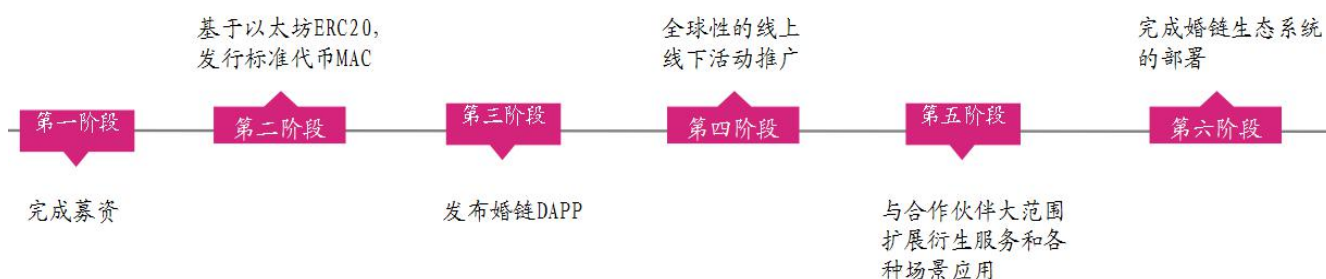 基于以太坊ERC20,
发行标准代币MAC
全球性的线上
线下活动推广
完成婚链生态系统
的部署
第一阶段
第二阶段
第三阶段
第四阶段
第五阶段
第六阶段
完成募资
发布婚链DAPP
与合作伙伴大范围
扩展衍生服务和各
种场景应用